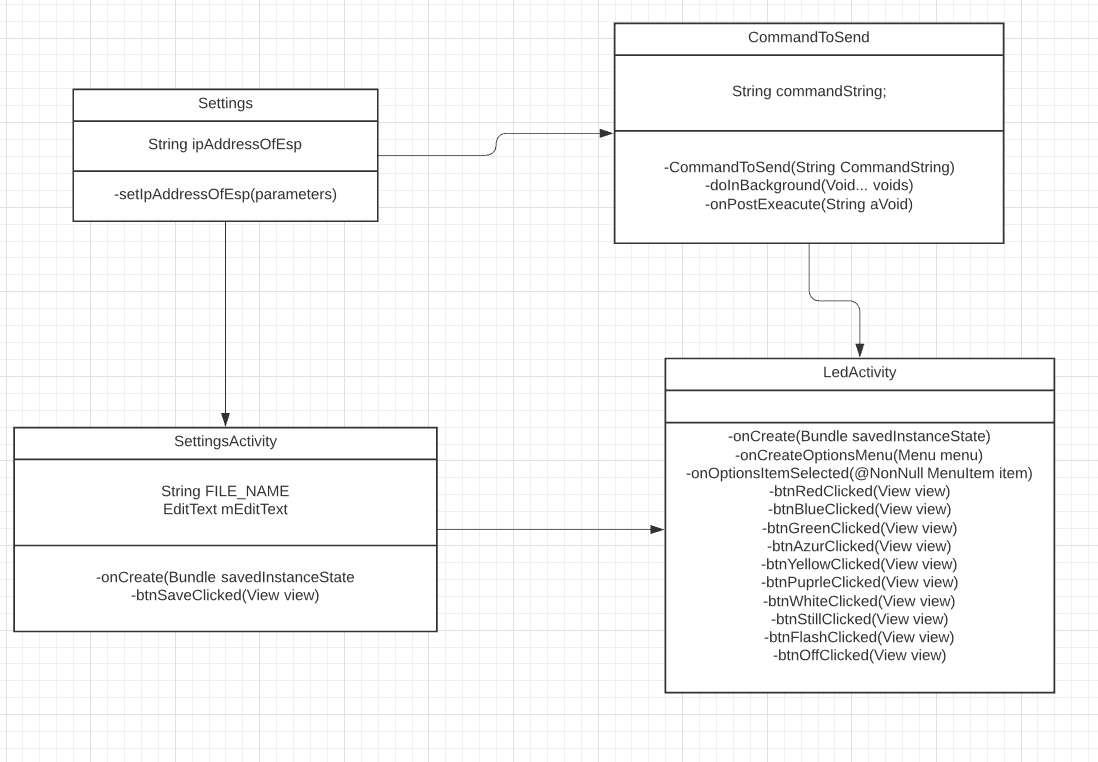 Settings
String ipAddressOfEsp
-setIpAddressOfEsp(parameters)
CommandToSend
String commandString;
-CommandToSend(String CommandString)
-doInBackground(Void... voids)
-onPostExeacute(String aVoid)
SettingsActivity
String FILE_NAME
EditText mEditText
-onCreate(Bundle savedInstanceState
-btnSaveClicked(View view)
LedActivity
-onCreate(Bundle savedInstanceState)
-onCreateOptionsMenu(Menu menu)
-onOptionsItemSelected(@NonNull MenuItem item)
-btnRedClicked(View view)
-btnBlueClicked(View view)
-btnGreenClicked(View view)
-btnAzurClicked(View view)
-btnYellowClicked(View view)
-btnPuprleClicked(View view)
-btnWhiteClicked(View view)
-btnStillClicked(View view)
-btnFlashClicked(View view)
-btnOffClicked(View view)